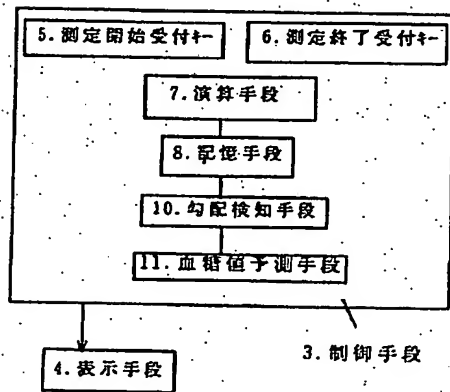 5.測定開始受付キー
6.測定終了受付キー
7.演算手段
8.記憶手段
10.勾配検知手段
11.血糖値予測手段
3.制御手段
4.表示手段